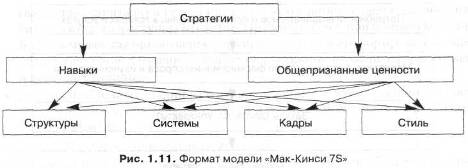 Стратегии
Навыки
Общепризнанные ценности
Структуры
Системы
Кадры
Стиль
Рис. 1.11. Формат модели «Мак-Кинси 7S»